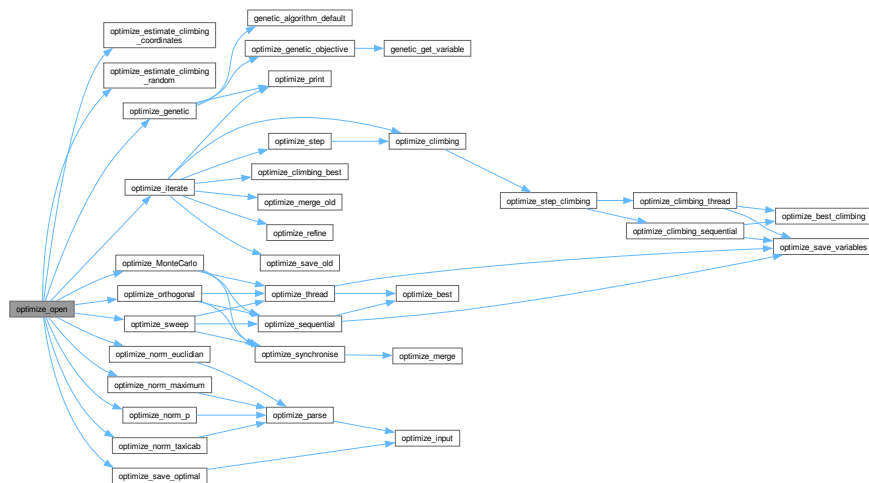 genetic_algorithm_default
optimize_estimate_climbing
_coordinates
optimize_genetic_objective
genetic_get_variable
optimize_estimate_climbing
_random
optimize_print
optimize_genetic
optimize_step
optimize_climbing
optimize_climbing_best
optimize_iterate
optimize_merge_old
optimize_step_climbing
optimize_climbing_thread
optimize_best_climbing
optimize_refine
optimize_climbing_sequential
optimize_save_variables
optimize_MonteCarlo
optimize_save_old
optimize_orthogonal
optimize_thread
optimize_best
optimize_open
optimize_sweep
optimize_sequential
optimize_norm_euclidian
optimize_synchronise
optimize_merge
optimize_norm_maximum
optimize_norm_p
optimize_parse
optimize_norm_taxicab
optimize_input
optimize_save_optimal